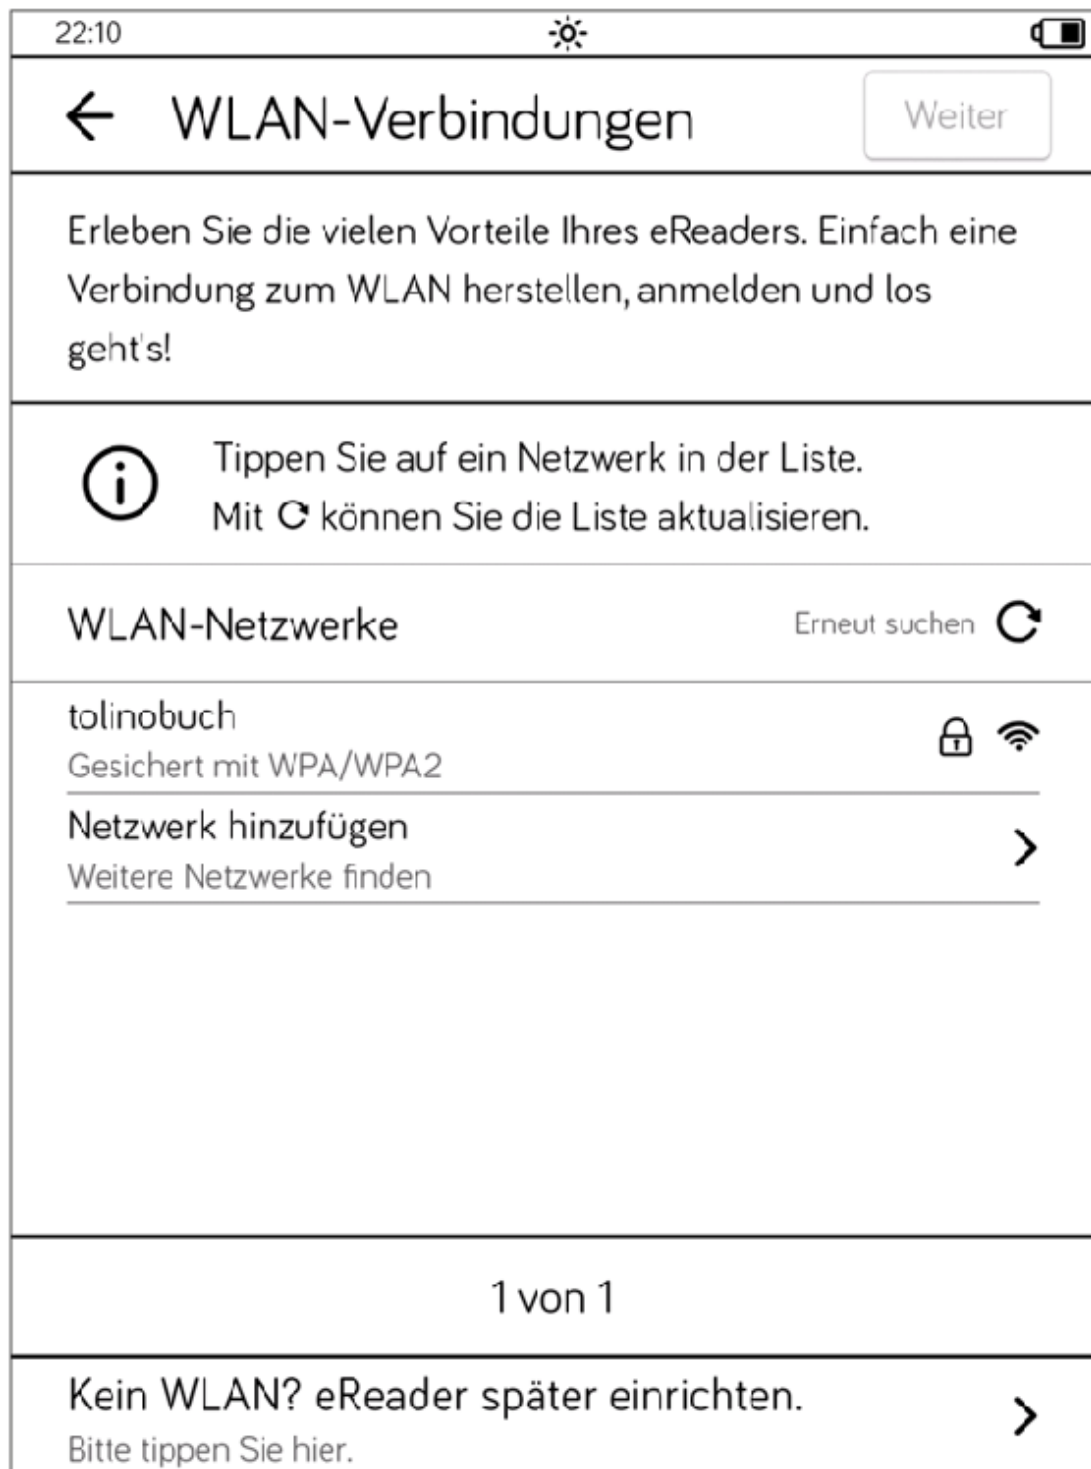 22:10
WLAN-Verbindungen
Weiter
Erleben Sie die vielen Vorteile Ihres eReaders. Einfach eine
Verbindung zum WLAN herstellen, anmelden und los
geht's!
Tippen Sie auf ein Netzwerk in der Liste.
Mit können Sie die Liste aktualisieren.
WLAN-Netzwerke
Erneut suchen
tolinobuch
Gesichert mit WPA/WPA2
Netzwerk hinzufügen
Weitere Netzwerke finden
1 von 1
Kein WLAN? eReader später einrichten.
Bitte tippen Sie hier.